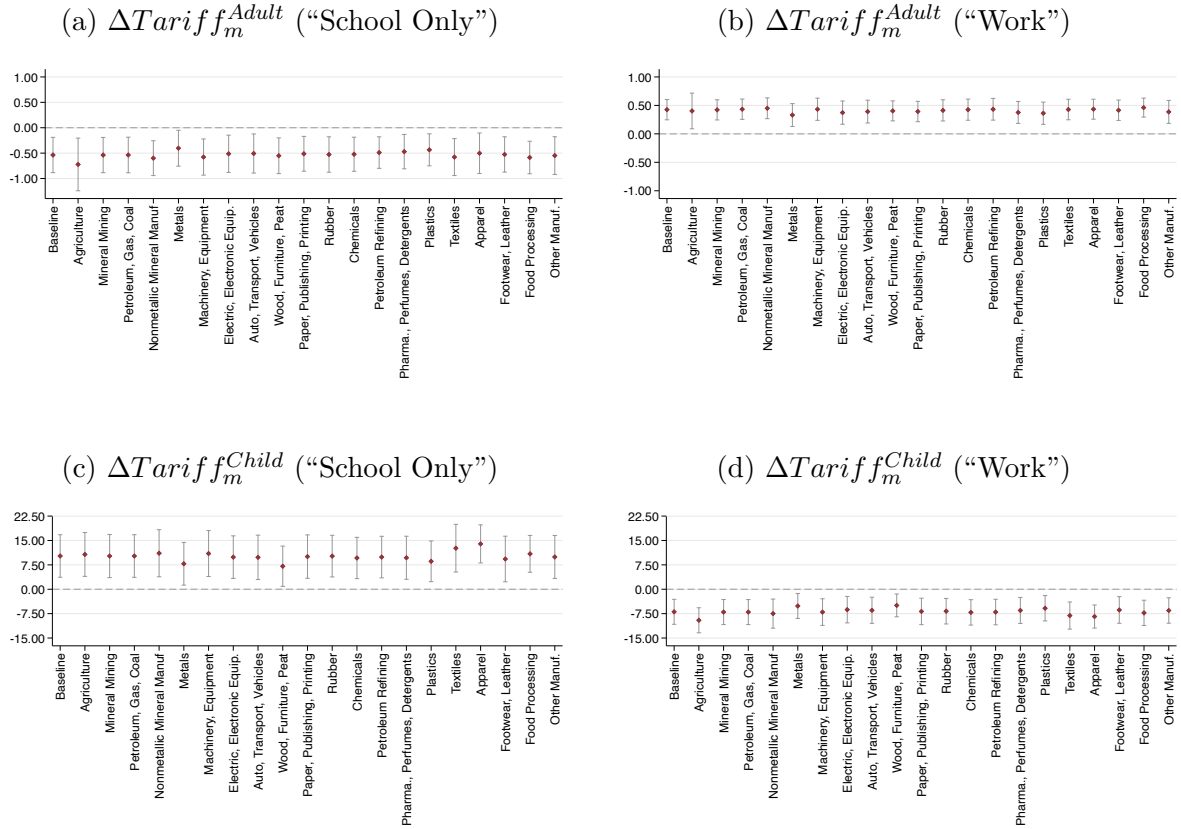 (a) ΔTariff_m^Adult (“School Only”)
1.00
0.50
0.00
-0.50
-1.00
Baseline
Agriculture
Mineral Mining
Petroleum, Gas, Coal
Nonmetallic Mineral Manuf
Metals
Machinery, Equipment
Electric, Electronic Equip.
Auto, Transport, Vehicles
Wood, Furniture, Peat
Paper, Publishing, Printing
Rubber
Chemicals
Petroleum Refining
Pharma., Perfumes, Detergents
Plastics
Textiles
Apparel
Footwear, Leather
Food Processing
Other Manuf.
(b) ΔTariff_m^Adult (“Work”)
1.00
0.50
0.00
-0.50
-1.00
Baseline
Agriculture
Mineral Mining
Petroleum, Gas, Coal
Nonmetallic Mineral Manuf
Metals
Machinery, Equipment
Electric, Electronic Equip.
Auto, Transport, Vehicles
Wood, Furniture, Peat
Paper, Publishing, Printing
Rubber
Chemicals
Petroleum Refining
Pharma., Perfumes, Detergents
Plastics
Textiles
Apparel
Footwear, Leather
Food Processing
Other Manuf.
(c) ΔTariff_m^Child (“School Only”)
22.50
15.00
7.50
0.00
-7.50
-15.00
Baseline
Agriculture
Mineral Mining
Petroleum, Gas, Coal
Nonmetallic Mineral Manuf
Metals
Machinery, Equipment
Electric, Electronic Equip.
Auto, Transport, Vehicles
Wood, Furniture, Peat
Paper, Publishing, Printing
Rubber
Chemicals
Petroleum Refining
Pharma., Perfumes, Detergents
Plastics
Textiles
Apparel
Footwear, Leather
Food Processing
Other Manuf.
(d) ΔTariff_m^Child (“Work”)
22.50
15.00
7.50
0.00
-7.50
-15.00
Baseline
Agriculture
Mineral Mining
Petroleum, Gas, Coal
Nonmetallic Mineral Manuf
Metals
Machinery, Equipment
Electric, Electronic Equip.
Auto, Transport, Vehicles
Wood, Furniture, Peat
Paper, Publishing, Printing
Rubber
Chemicals
Petroleum Refining
Pharma., Perfumes, Detergents
Plastics
Textiles
Apparel
Footwear, Leather
Food Processing
Other Manuf.